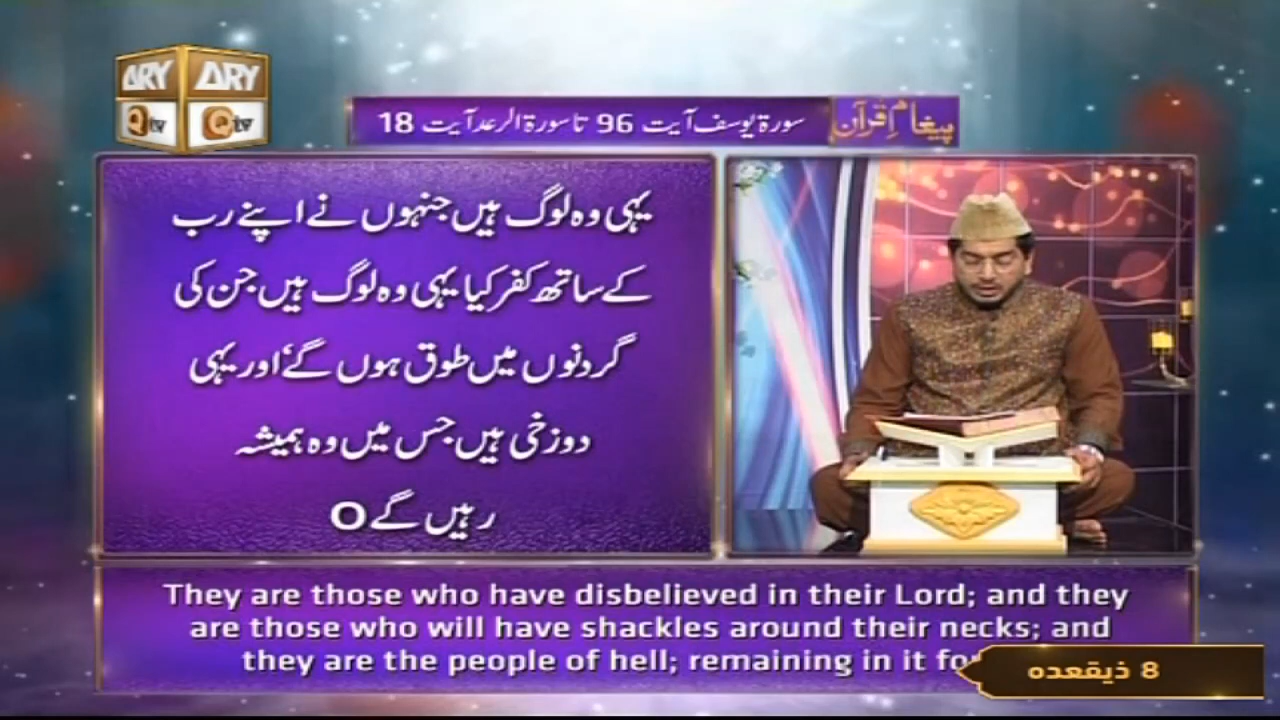 ARY ARY
Qtv Qtv
پیغامِ قرآن
سورۃ یوسف آیت 96 تا سورۃ الرعد آیت 18
یہی وہ لوگ ہیں جنہوں نے اپنے رب
کے ساتھ کفر کیا یہی وہ لوگ ہیں جن کی
گردنوں میں طوق ہوں گے' اور یہی
دوزخی ہیں جس میں وہ ہمیشہ
رہیں گے O
They are those who have disbelieved in their Lord; and they
are those who will have shackles around their necks; and
they are the people of hell; remaining in it
8 ذیقعدہ